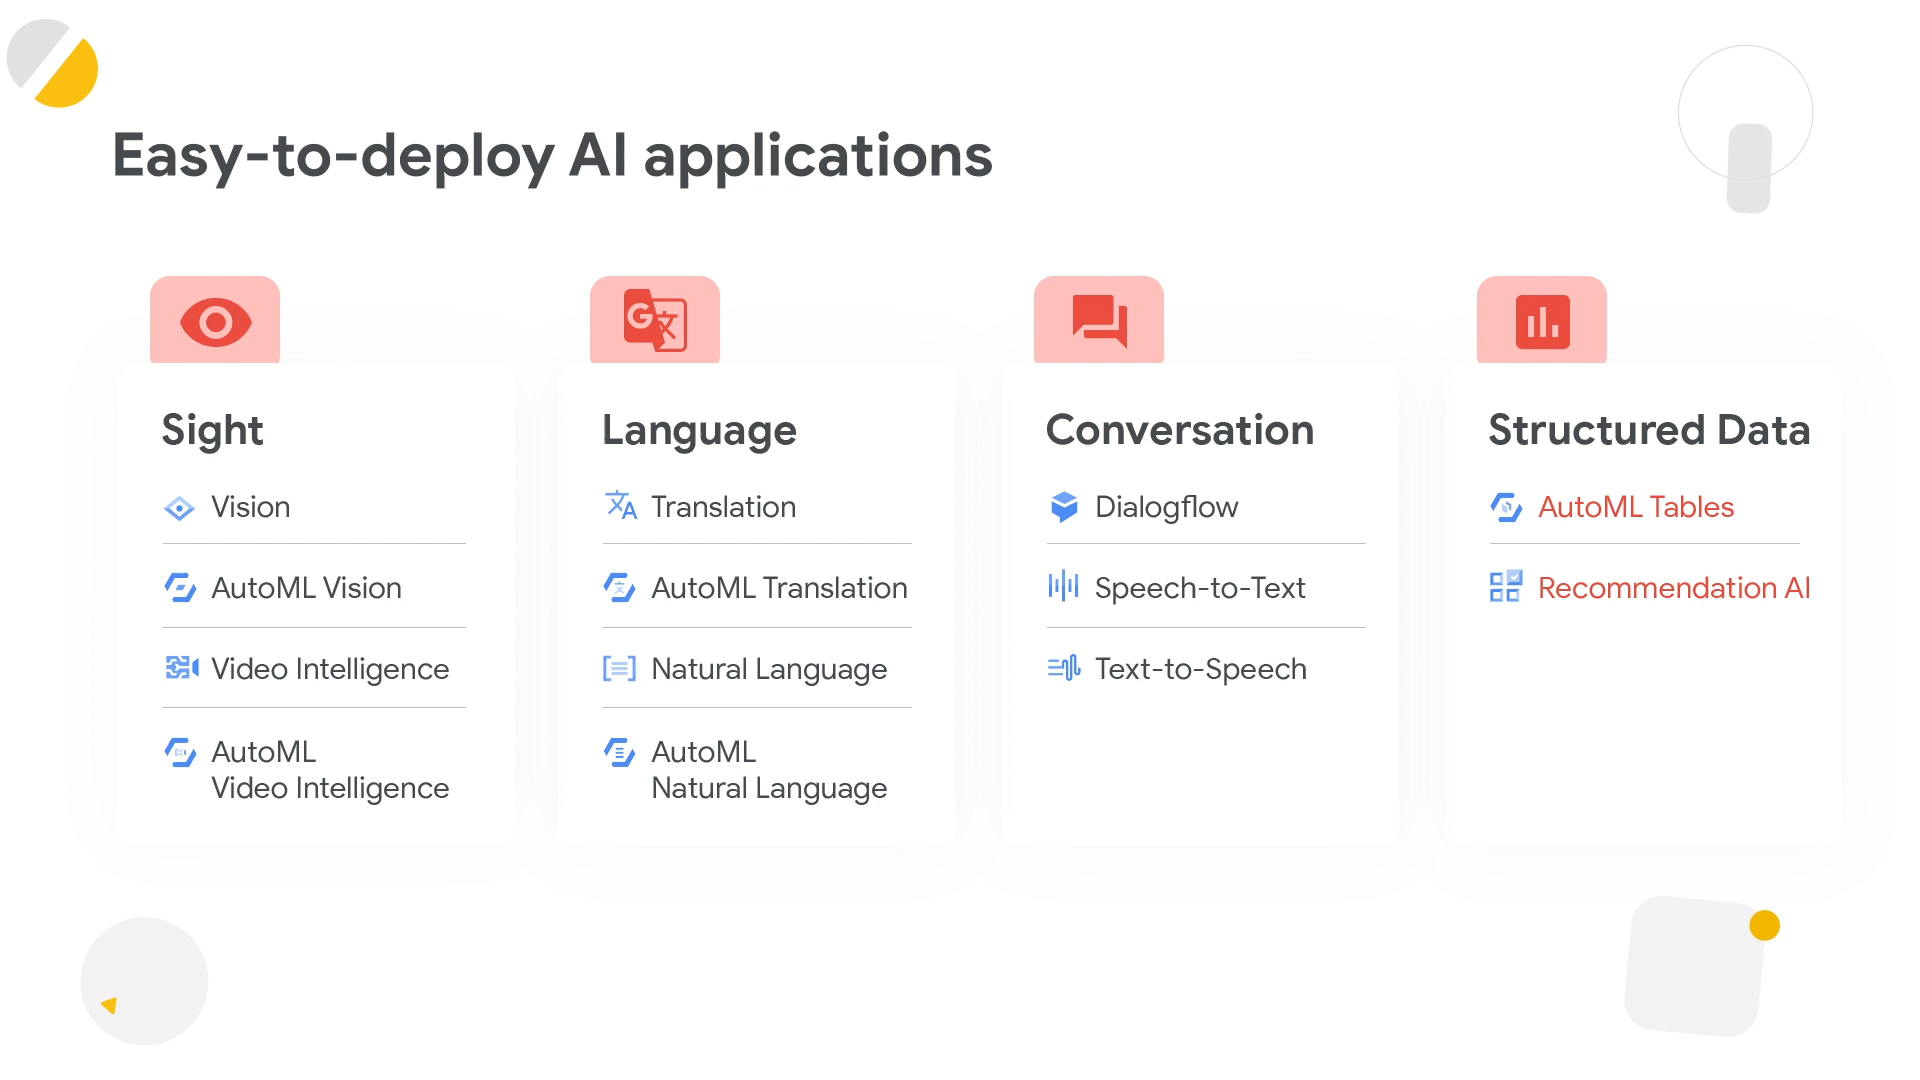 Easy-to-deploy AI applications
Sight
Vision
AutoML Vision
Video Intelligence
AutoML
Video Intelligence
Language
Translation
AutoML Translation
Natural Language
AutoML
Natural Language
Conversation
Dialogflow
Speech-to-Text
Text-to-Speech
Structured Data
AutoML Tables
Recommendation AI